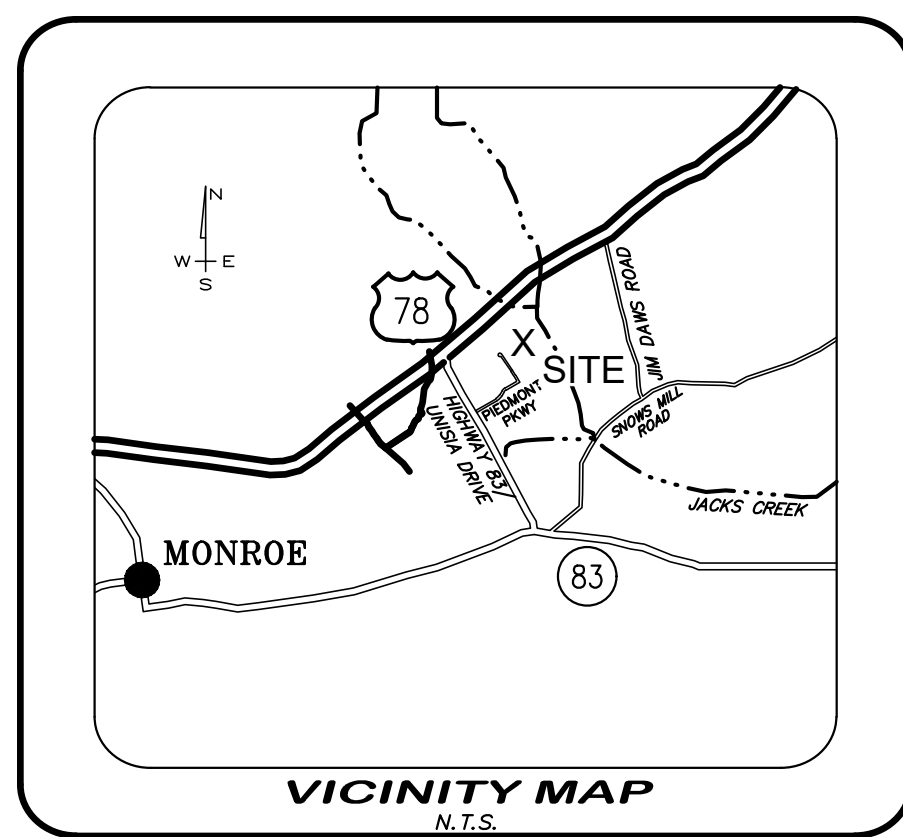 N
W E
S
78
X
SITE
JIM DAWS ROAD
PIEDMONT
PKWY
HIGHWAY 83/
UNISIA DRIVE
SNOWS MILL
ROAD
JACKS CREEK
MONROE
83
VICINITY MAP
N.T.S.